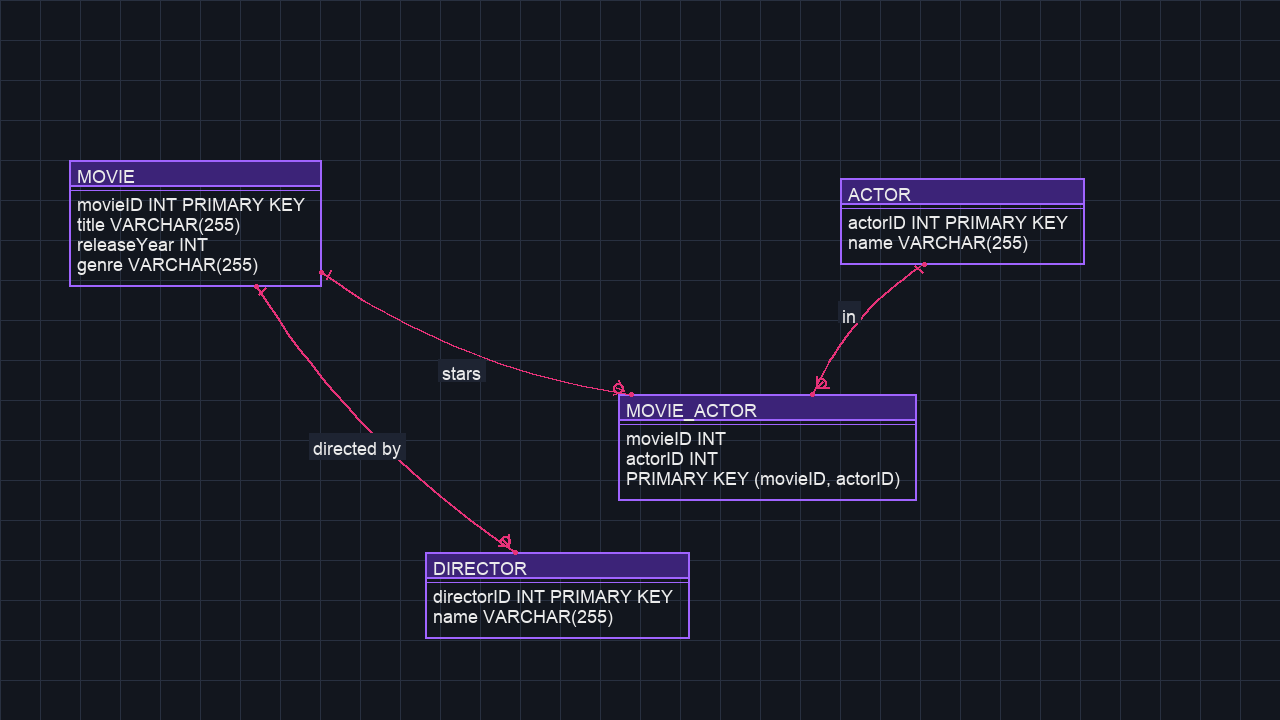 MOVIE
movieID INT PRIMARY KEY
title VARCHAR(255)
releaseYear INT
genre VARCHAR(255)
ACTOR
actorID INT PRIMARY KEY
name VARCHAR(255)
in
stars
MOVIE_ACTOR
movieID INT
actorID INT
PRIMARY KEY (movieID, actorID)
directed by
DIRECTOR
directorID INT PRIMARY KEY
name VARCHAR(255)